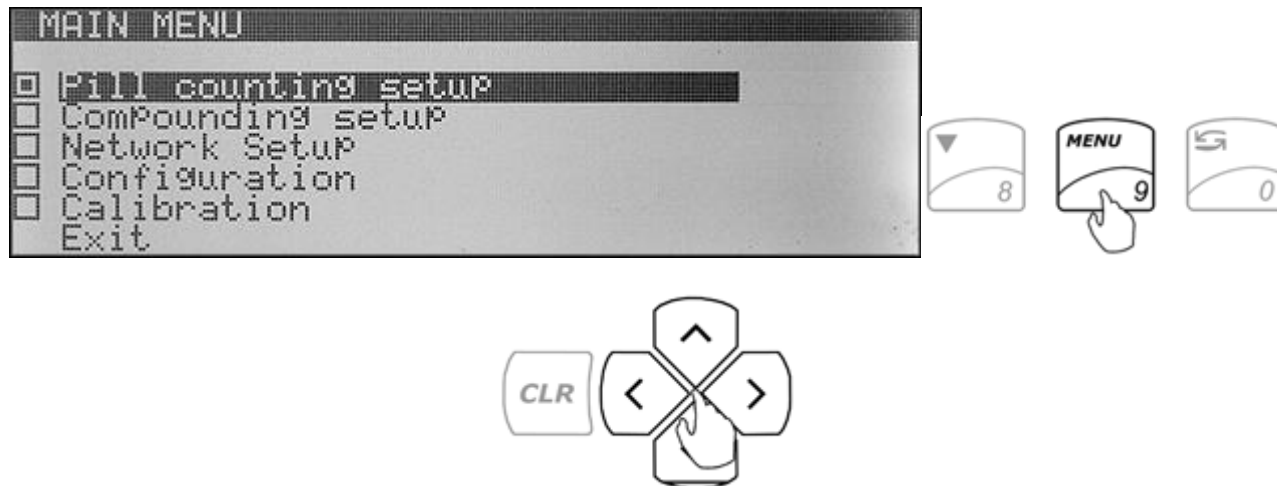 MAIN MENU
Pill counting setup
Compounding setup
Network Setup
Configuration
Calibration
Exit
8
MENU
9
0
CLR